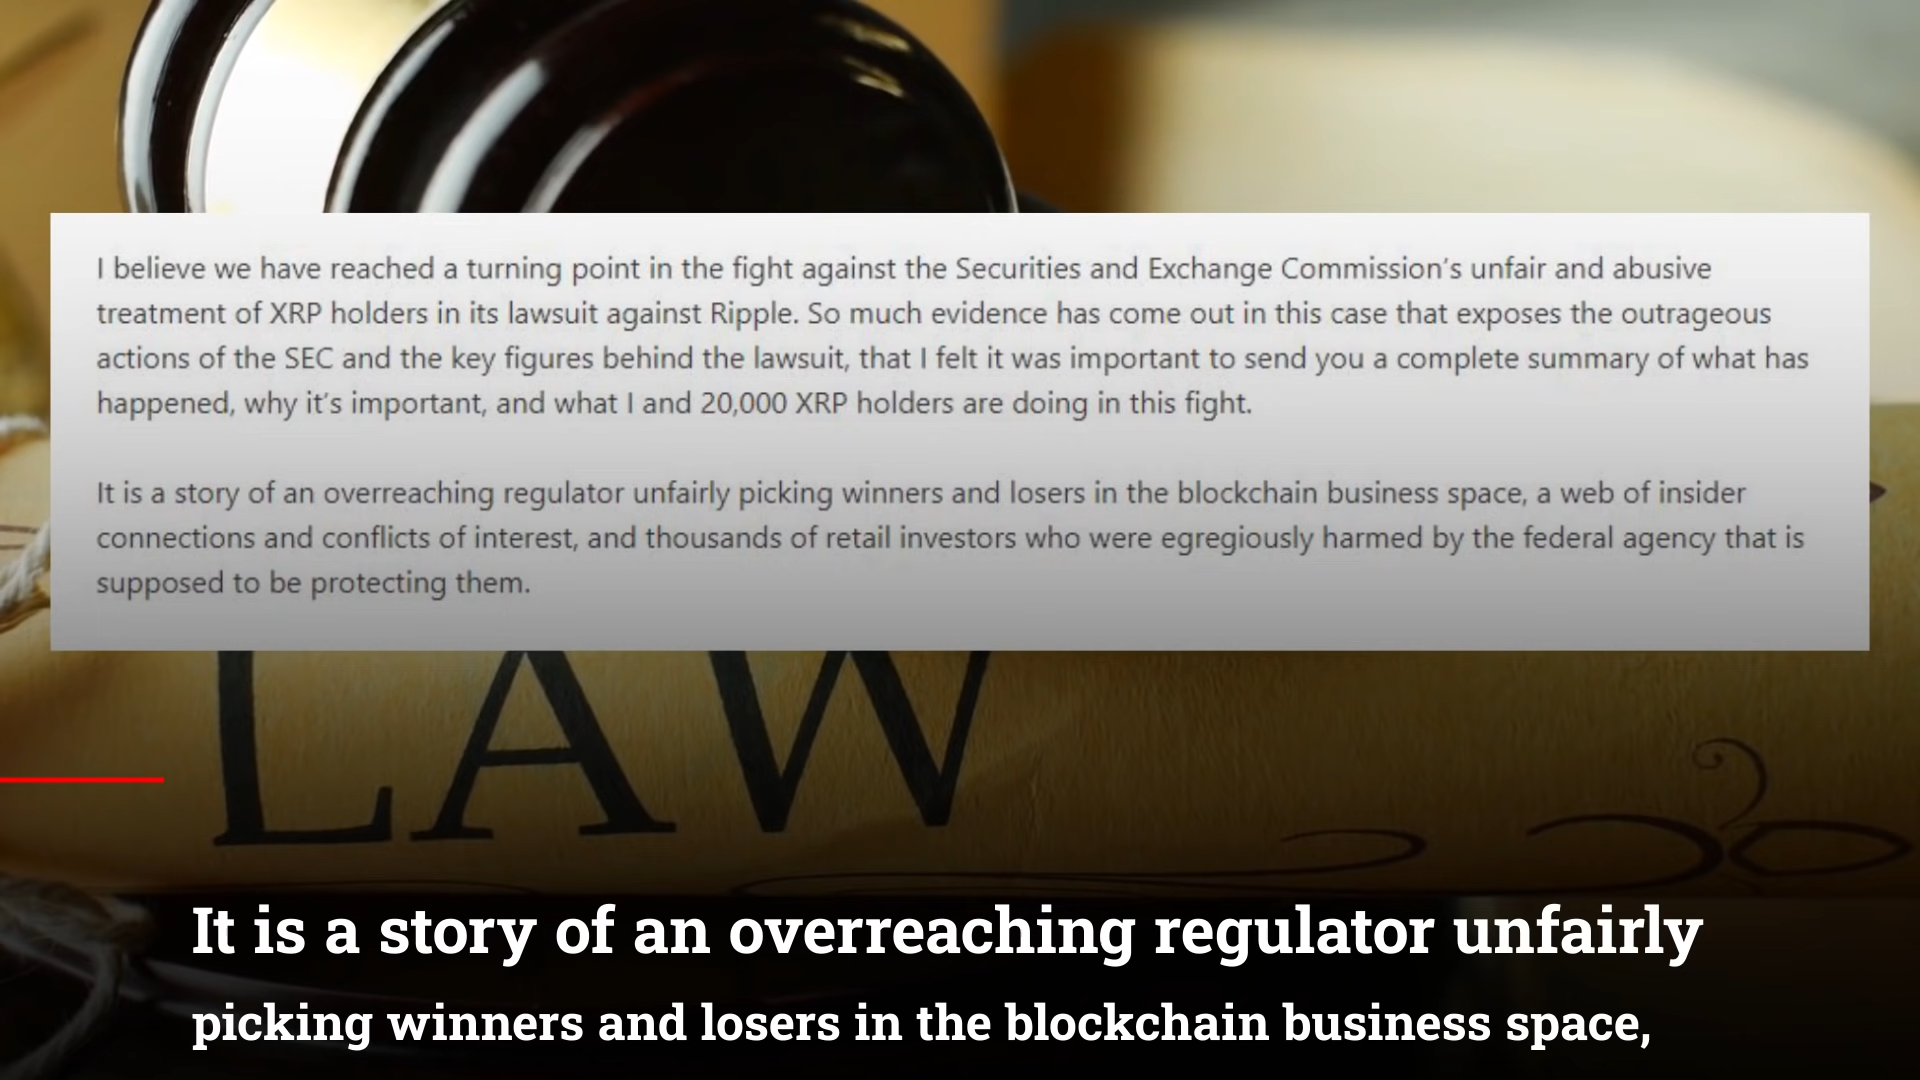 I believe we have reached a turning point in the fight against the Securities and Exchange Commission's unfair and abusive
treatment of XRP holders in its lawsuit against Ripple. So much evidence has come out in this case that exposes the outrageous
actions of the SEC and the key figures behind the lawsuit, that I felt it was important to send you a complete summary of what has
happened, why it's important, and what I and 20,000 XRP holders are doing in this fight.
It is a story of an overreaching regulator unfairly picking winners and losers in the blockchain business space, a web of insider
connections and conflicts of interest, and thousands of retail investors who were egregiously harmed by the federal agency that is
supposed to be protecting them.
LAW
It is a story of an overreaching regulator unfairly
picking winners and losers in the blockchain business space,